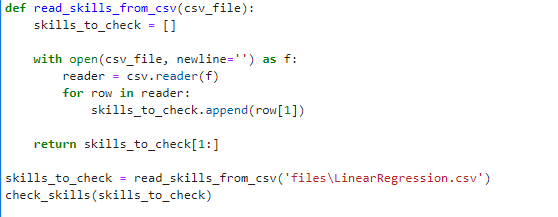 def read_skills_from_csv(csv_file):
    skills_to_check = []

    with open(csv_file, newline='') as f:
        reader = csv.reader(f)
        for row in reader:
            skills_to_check.append(row[1])

    return skills_to_check[1:]

skills_to_check = read_skills_from_csv('files\LinearRegression.csv')
check_skills(skills_to_check)